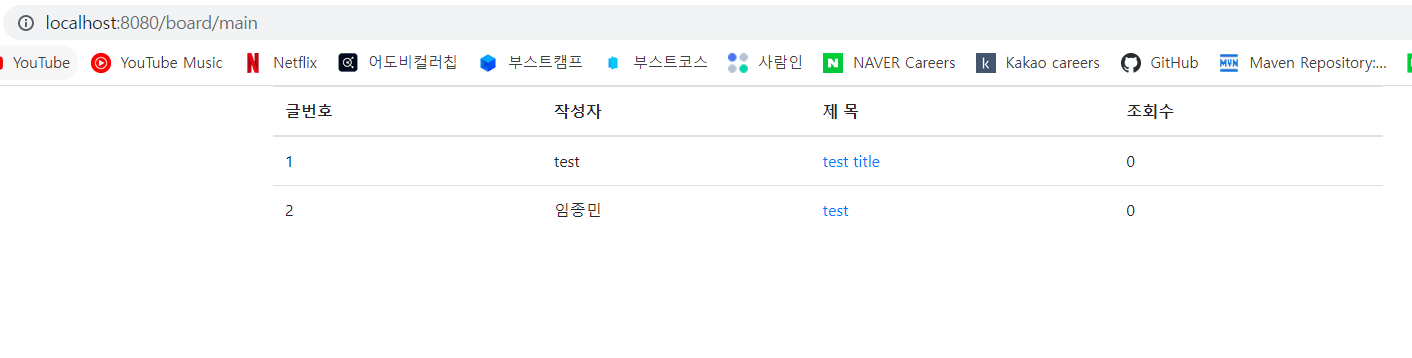 localhost:8080/board/main
YouTube YouTube Music Netflix 어도비컬러칩 부스트캠프 부스트코스 사람인 NAVER Careers Kakao careers GitHub Maven Repository:...
글번호 작성자 제 목 조회수
1 test test title 0
2 임종민 test 0